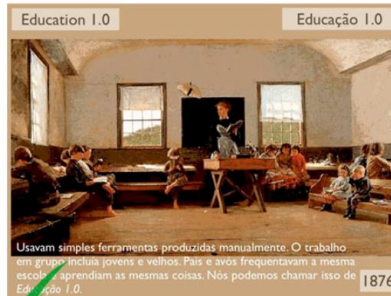 Education 1.0
Educação 1.0
Usavam simples ferramentas produzidas manualmente. O trabalho
em grupo incluia jovens e velhos. Pais e avós frequentavam a mesma
escola e aprendiam as mesmas coisas. Nós podemos chamar isso de
Educação 1.0.
1876